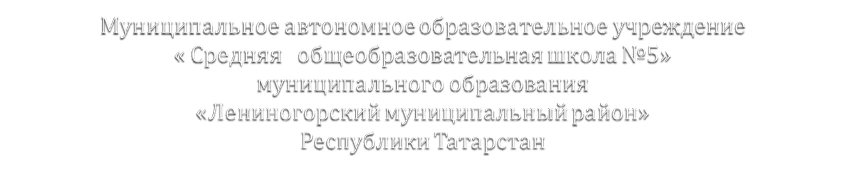 Муниципальное автономное образовательное учреждение
« Средняя общеобразовательная школа №5»
муниципального образования
«Лениногорский муниципальный район»
Республики Татарстан